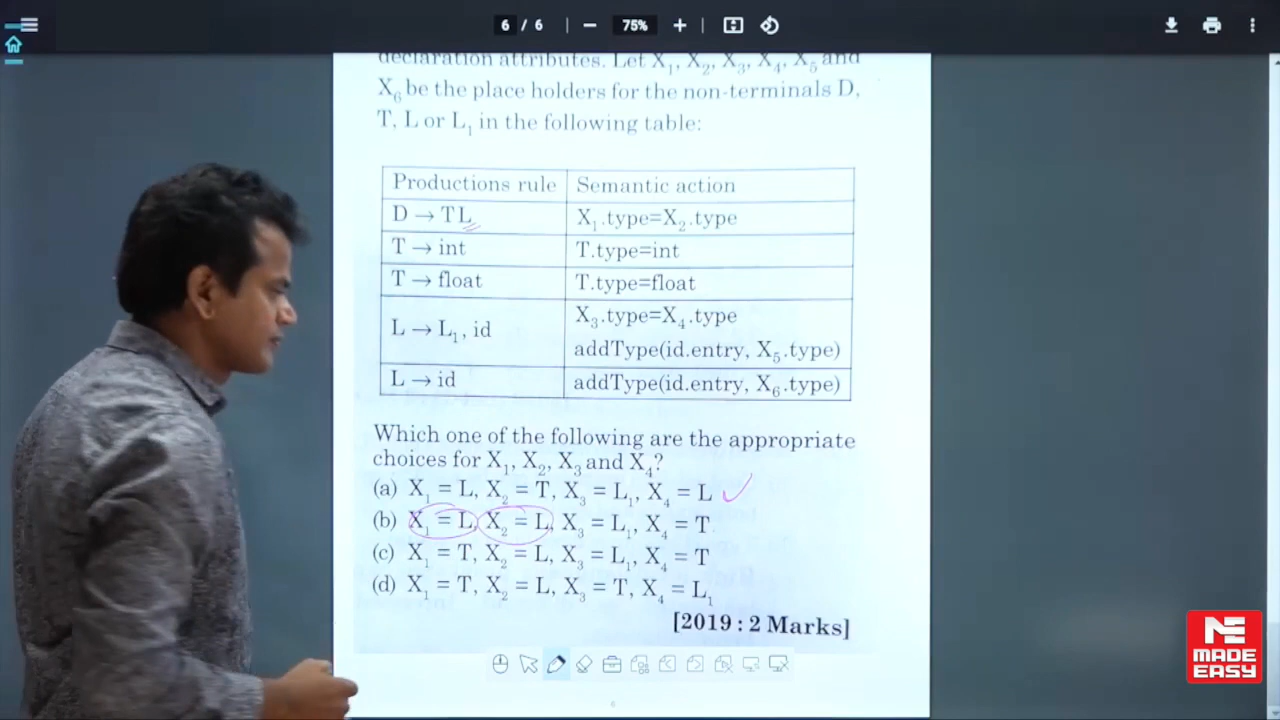 6 / 6
75%
declaration attributes. Let X₁, X₂, X₃, X₄, X₅ and
X₆ be the place holders for the non-terminals D,
T, L or L₁ in the following table:
Productions rule Semantic action
D → TL X₁.type=X₂.type
T → int T.type=int
T → float T.type=float
L → L₁, id X₃.type=X₄.type
addType(id.entry, X₅.type)
L → id addType(id.entry, X₆.type)
Which one of the following are the appropriate
choices for X₁, X₂, X₃ and X₄?
(a) X₁ = L, X₂ = T, X₃ = L₁, X₄ = L
(b) X₁ = L, X₂ = L, X₃ = L₁, X₄ = T
(c) X₁ = T, X₂ = L, X₃ = L₁, X₄ = T
(d) X₁ = T, X₂ = L, X₃ = T, X₄ = L₁
[2019 : 2 Marks]
MADE
EASY